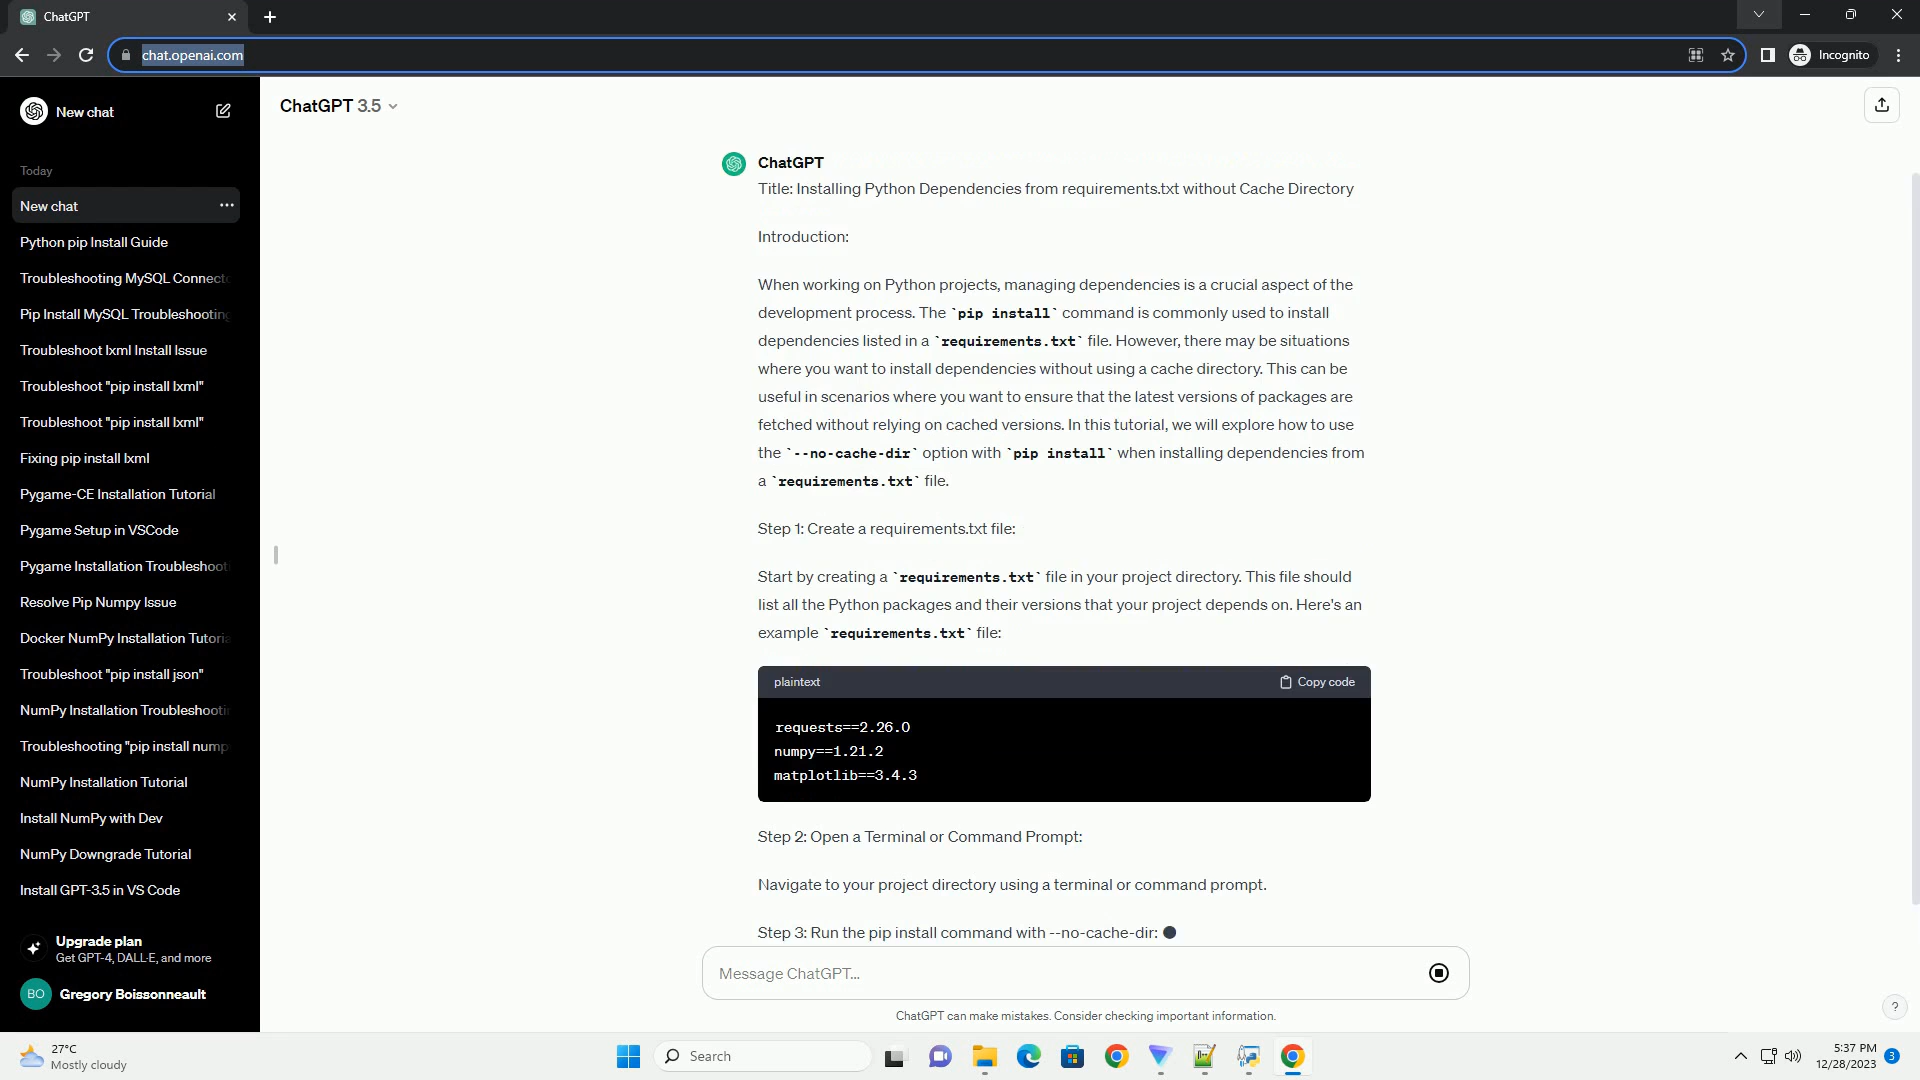 ChatGPT
chat.openai.com
Incognito
New chat
ChatGPT 3.5
Today
New chat
Python pip Install Guide
Troubleshooting MySQL Connecto
Pip Install MySQL Troubleshooting
Troubleshoot lxml Install Issue
Troubleshoot "pip install lxml"
Troubleshoot "pip install lxml"
Fixing pip install lxml
Pygame-CE Installation Tutorial
Pygame Setup in VSCode
Pygame Installation Troubleshoot
Resolve Pip Numpy Issue
Docker NumPy Installation Tutoria
Troubleshoot "pip install json"
NumPy Installation Troubleshooti
Troubleshooting "pip install nump
NumPy Installation Tutorial
Install NumPy with Dev
NumPy Downgrade Tutorial
Install GPT-3.5 in VS Code
Upgrade plan
Get GPT-4, DALL·E, and more
BO
Gregory Boissonneault
ChatGPT
Title: Installing Python Dependencies from requirements.txt without Cache Directory
Introduction:
When working on Python projects, managing dependencies is a crucial aspect of the
development process. The `pip install` command is commonly used to install
dependencies listed in a `requirements.txt` file. However, there may be situations
where you want to install dependencies without using a cache directory. This can be
useful in scenarios where you want to ensure that the latest versions of packages are
fetched without relying on cached versions. In this tutorial, we will explore how to use
the `--no-cache-dir` option with `pip install` when installing dependencies from
a `requirements.txt` file.
Step 1: Create a requirements.txt file:
Start by creating a `requirements.txt` file in your project directory. This file should
list all the Python packages and their versions that your project depends on. Here's an
example `requirements.txt` file:
plaintext
Copy code
requests==2.26.0
numpy==1.21.2
matplotlib==3.4.3
Step 2: Open a Terminal or Command Prompt:
Navigate to your project directory using a terminal or command prompt.
Step 3: Run the pip install command with --no-cache-dir:
Message ChatGPT...
ChatGPT can make mistakes. Consider checking important information.
?
27°C
Mostly cloudy
Search
5:37 PM
12/28/2023
3